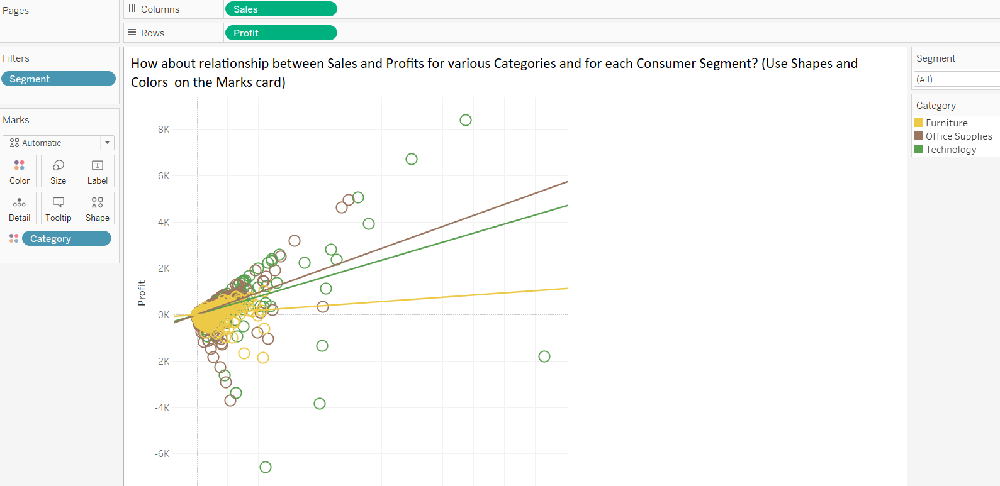 Pages
Columns
Sales
Rows
Profit
Filters
Segment
Marks
Automatic
Color
Size
Label
Detail
Tooltip
Shape
Category
How about relationship between Sales and Profits for various Categories and for each Consumer Segment? (Use Shapes and
Colors  on the Marks card)
8K
6K
4K
2K
0K
-2K
-4K
-6K
Profit
Segment
(All)
Category
Furniture
Office Supplies
Technology